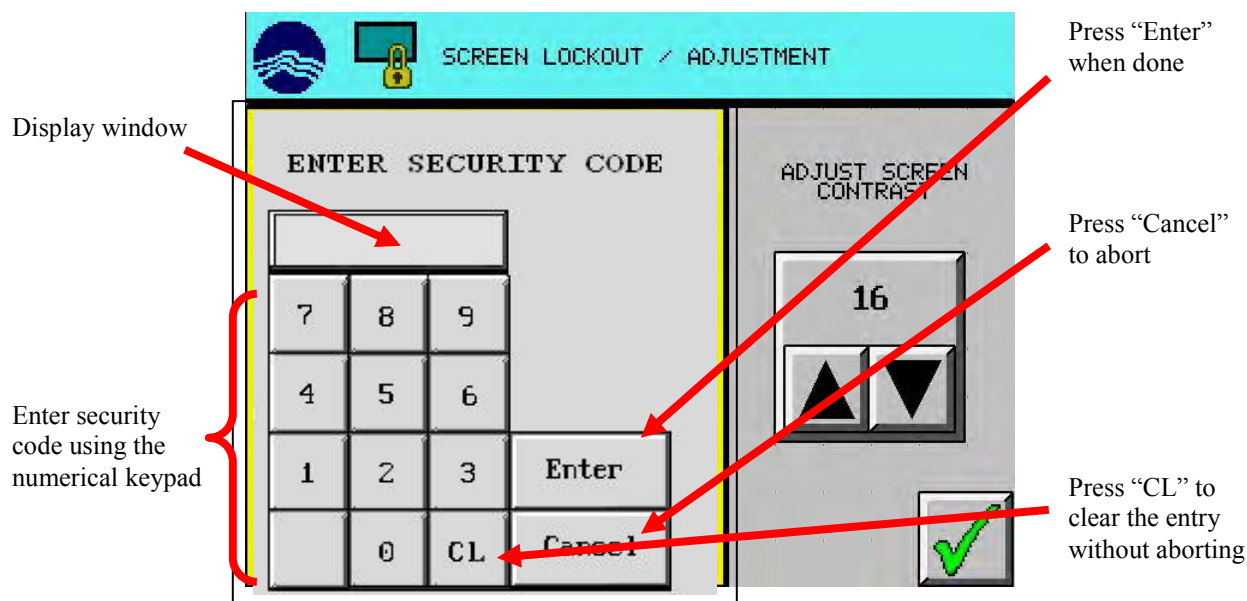 Press “Enter”
when done
SCREEN LOCKOUT / ADJUSTMENT
Display window
ENTER SECURITY CODE
ADJUST SCREEN
CONTRAST
Press “Cancel”
to abort
7 8 9
16
4 5 6
Enter security
code using the
numerical keypad
1 2 3 Enter
Press “CL” to
clear the entry
without aborting
0 CL Cancel